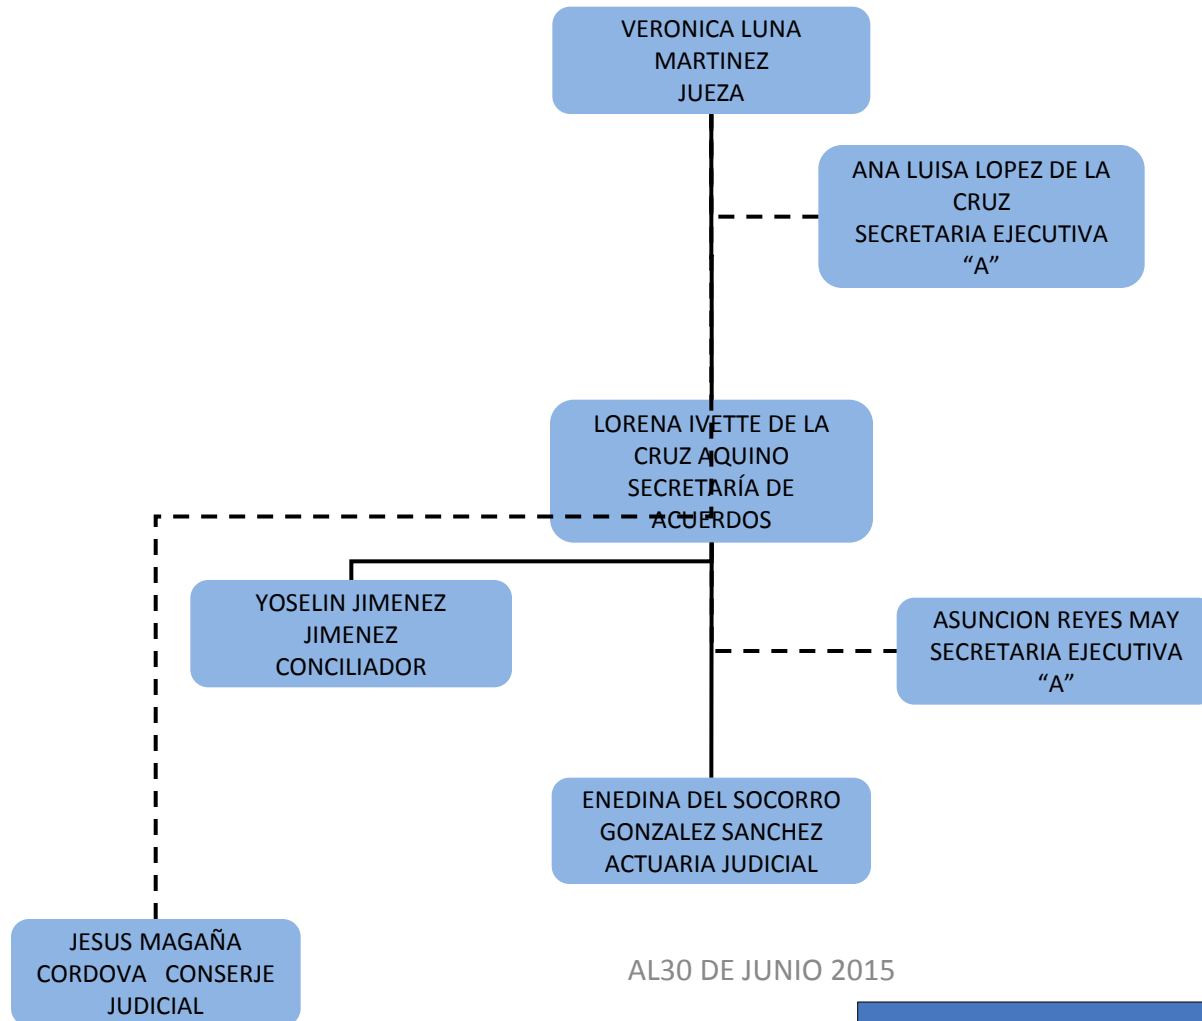 VERONICA LUNA
MARTINEZ
JUEZA
ANA LUISA LOPEZ DE LA
CRUZ
SECRETARIA EJECUTIVA
“A”
LORENA IVETTE DE LA
CRUZ AQUINO
SECRETARÍA DE
ACUERDOS
YOSELIN JIMENEZ
JIMENEZ
CONCILIADOR
ASUNCION REYES MAY
SECRETARIA EJECUTIVA
“A”
ENEDINA DEL SOCORRO
GONZALEZ SANCHEZ
ACTUARIA JUDICIAL
JESUS MAGAÑA
CORDOVA   CONSERJE
JUDICIAL
AL30 DE JUNIO 2015